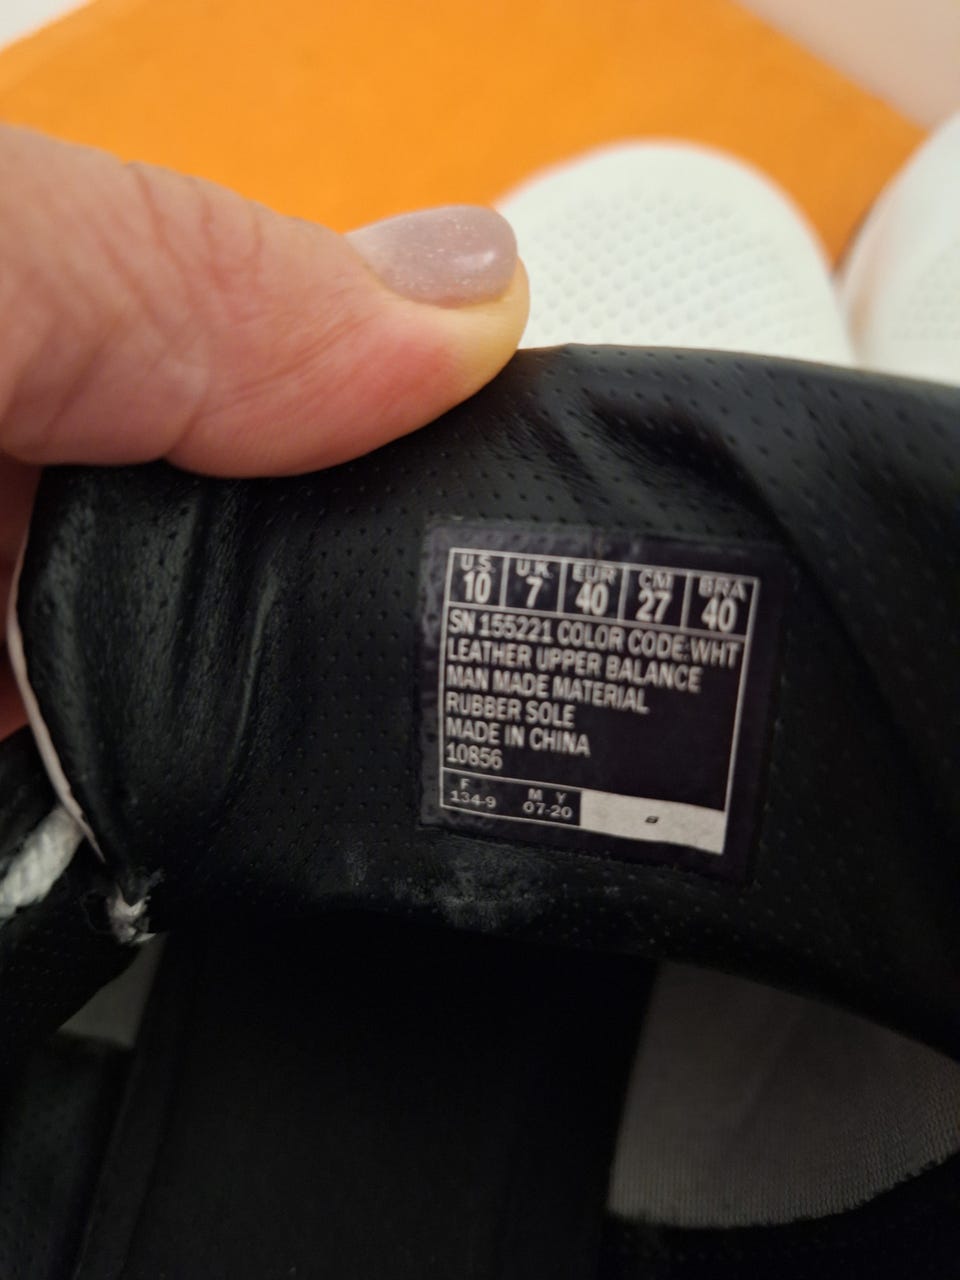 U.S. U.K. EUR CM BRA
10 7 40 27 40
SN 155221 COLOR CODE:WHT
LEATHER UPPER BALANCE
MAN MADE MATERIAL
RUBBER SOLE
MADE IN CHINA
10856
F M Y
134-9 07-20